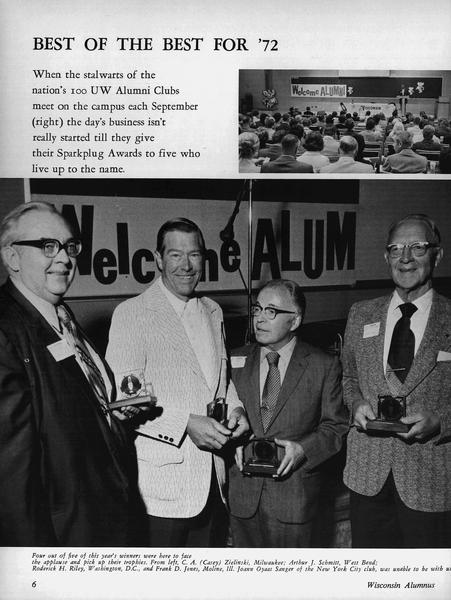 BEST OF THE BEST FOR '72
When the stalwarts of the
nation's 100 UW Alumni Clubs
meet on the campus each September
(right) the day's business isn't
really started till they give
their Sparkplug Awards to five who
live up to the name.
Welcome ALUMNI
WISCONSIN
Welcome ALUM
Four out of five of this year's winners were here to face
the applause and pick up their trophies. From left, C. A. (Casey) Zielinski, Milwaukee; Arthur J. Schmitt, West Bend;
Roderick H. Riley, Washington, D.C., and Frank D. Jones, Moline, Ill. Joann Oyaas Sanger of the New York City club, was unable to be with us
6
Wisconsin Alumnus